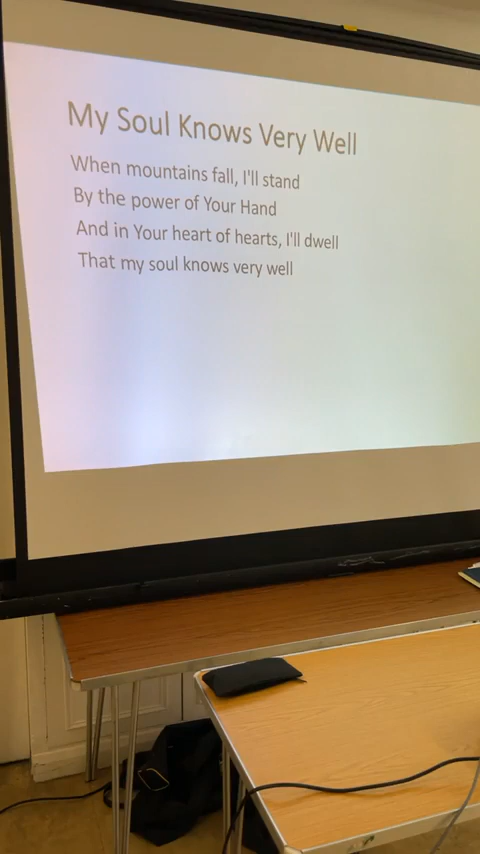 My Soul Knows Very Well
When mountains fall, I'll stand
By the power of Your Hand
And in Your heart of hearts, I'll dwell
That my soul knows very well